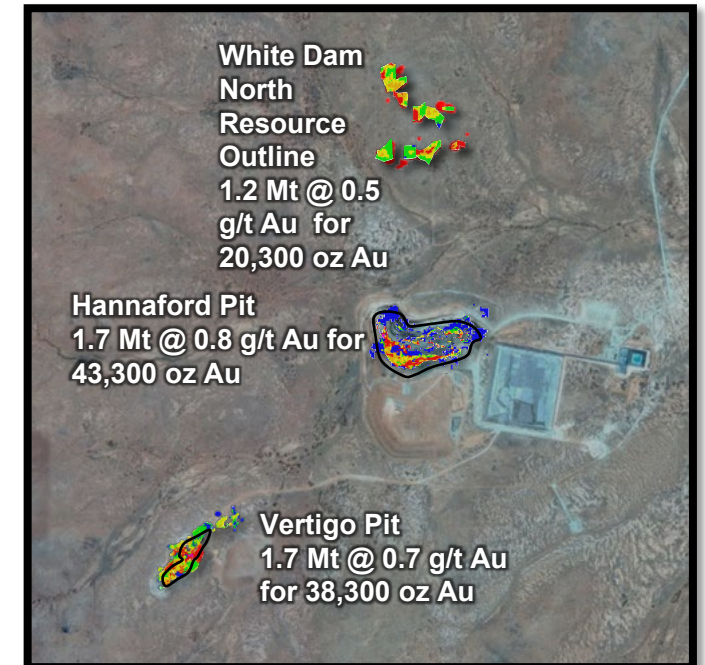 White Dam
North
Resource
Outline
1.2 Mt @ 0.5
g/t Au for
20,300 oz Au
Hannaford Pit
1.7 Mt @ 0.8 g/t Au for
43,300 oz Au
Vertigo Pit
1.7 Mt @ 0.7 g/t Au
for 38,300 oz Au